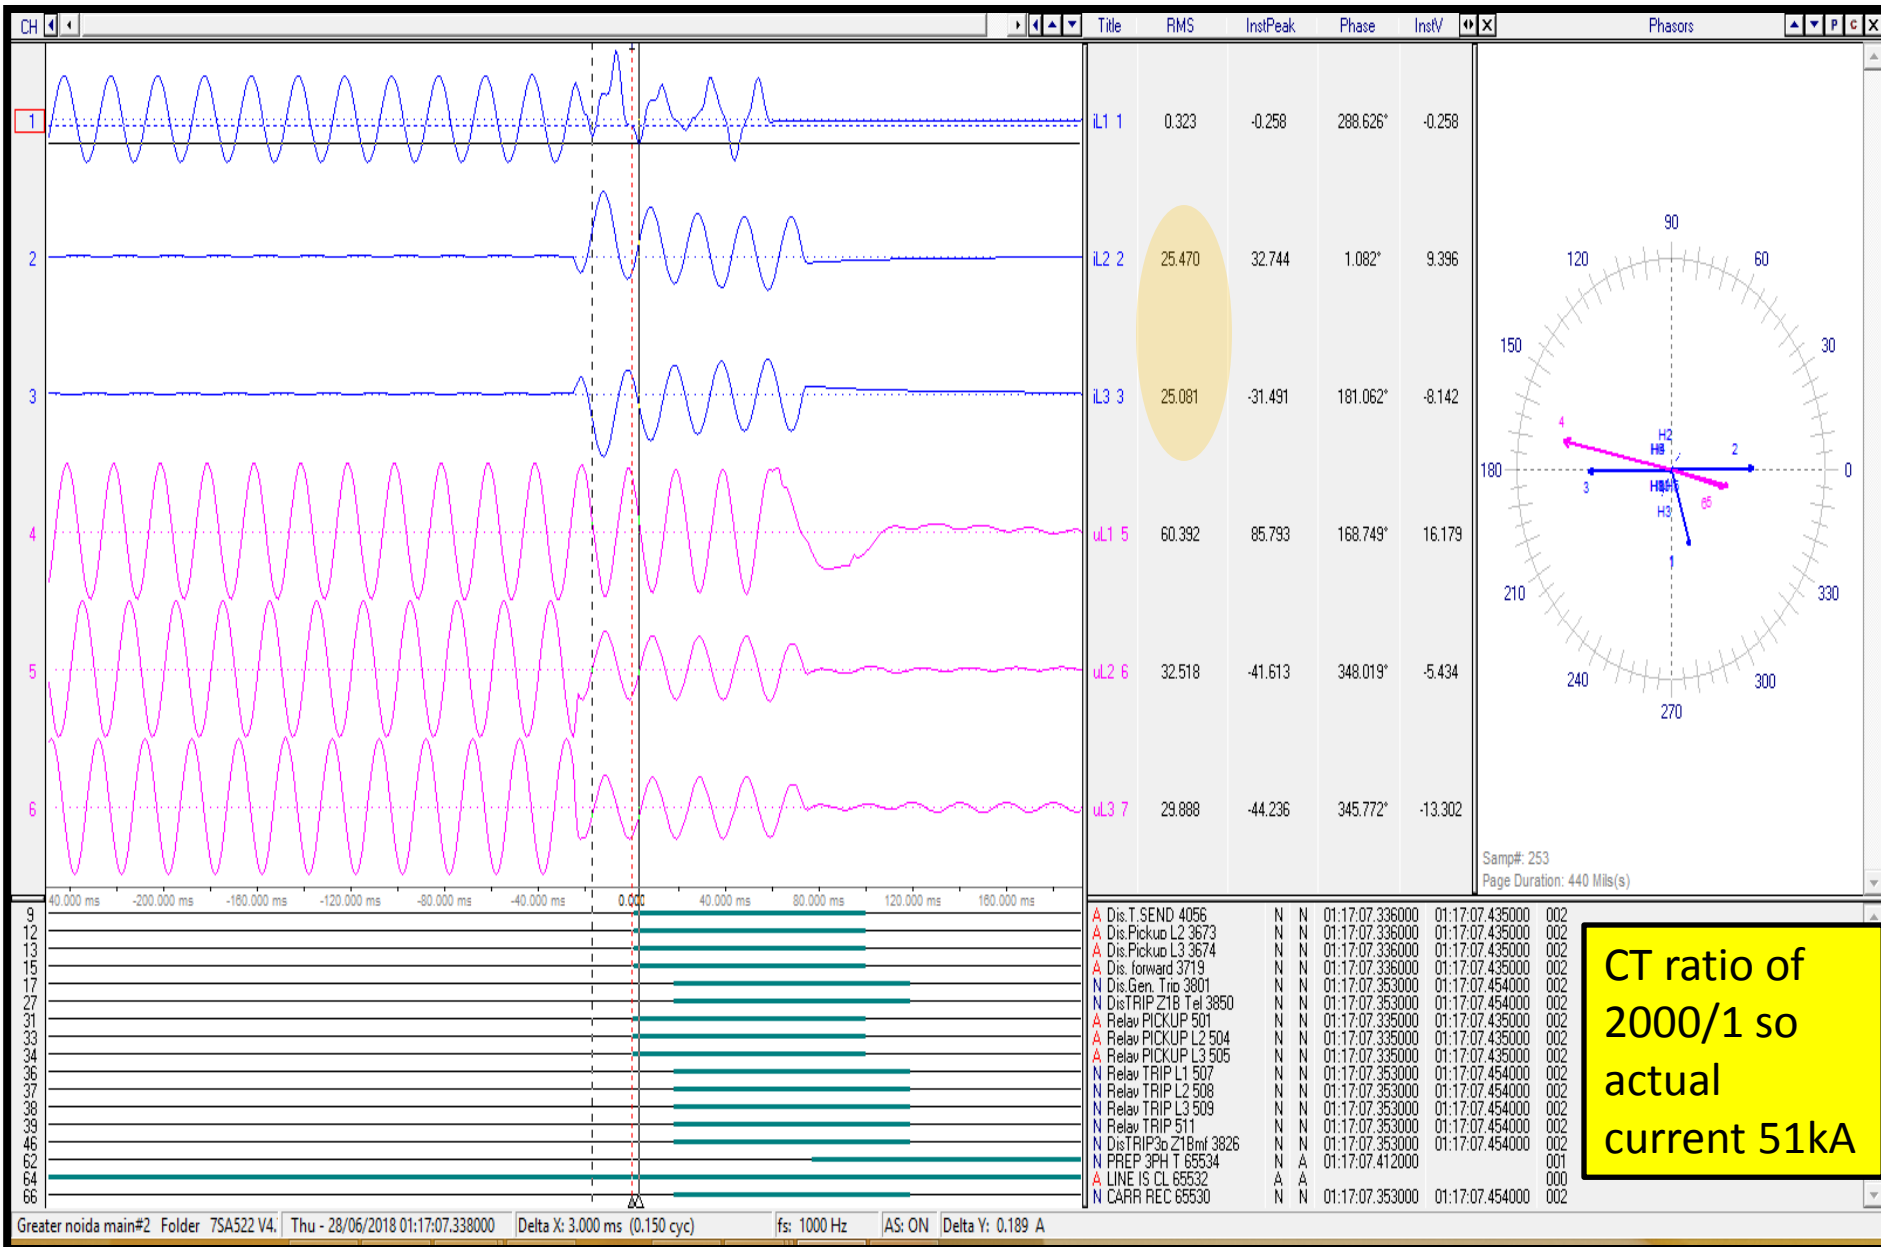 CH Title RMS InstPeak Phase InstV X Phasors P C X
1 iL1 1 0.323 -0.258 288.626° -0.258
2 iL2 2 25.470 32.744 1.082° 9.396
3 iL3 3 25.081 -31.491 181.062° -8.142
4 uL1 5 60.392 85.793 168.749° 16.179
5 uL2 6 32.518 -41.613 348.019° -5.434
6 uL3 7 29.888 -44.236 345.772° -13.302
90
120 60
150 30
4 H2 2
180 0
3 H3 65
1
210 330
240 300
270
Samp#: 253
Page Duration: 440 Mils(s)
40.000 ms -200.000 ms -160.000 ms -120.000 ms -80.000 ms -40.000 ms 0.000 40.000 ms 80.000 ms 120.000 ms 160.000 ms
9 A Dis.T.SEND 4056 N N 01:17:07.336000 01:17:07.435000 002
12 A Dis.Pickup L2 3673 N N 01:17:07.336000 01:17:07.435000 002
13 A Dis.Pickup L3 3674 N N 01:17:07.336000 01:17:07.435000 002
15 A Dis. forward 3719 N N 01:17:07.336000 01:17:07.435000 002
17 N Dis.Gen. Trip 3801 N N 01:17:07.353000 01:17:07.454000 002
27 N DisTRIP Z1B Tel 3850 N N 01:17:07.353000 01:17:07.454000 002
31 A Relay PICKUP 501 N N 01:17:07.335000 01:17:07.435000 002
33 A Relay PICKUP L2 504 N N 01:17:07.335000 01:17:07.435000 002
34 A Relay PICKUP L3 505 N N 01:17:07.335000 01:17:07.435000 002
36 N Relay TRIP L1 507 N N 01:17:07.353000 01:17:07.454000 002
37 N Relay TRIP L2 508 N N 01:17:07.353000 01:17:07.454000 002
38 N Relay TRIP L3 509 N N 01:17:07.353000 01:17:07.454000 002
39 N Relay TRIP 511 N N 01:17:07.353000 01:17:07.454000 002
46 N DisTRIP3p Z1Bmf 3826 N N 01:17:07.353000 01:17:07.454000 002
62 N PREP 3PH T 65534 N A 01:17:07.412000 001
64 A LINE IS CL 65532 A A 000
66 N CARR REC 65530 N N 01:17:07.353000 01:17:07.454000 002
CT ratio of
2000/1 so
actual
current 51kA
Greater noida main#2 Folder 7SA522 V4. Thu - 28/06/2018 01:17:07.338000 Delta X: 3.000 ms (0.150 cyc) fs: 1000 Hz AS: ON Delta Y: 0.189 A